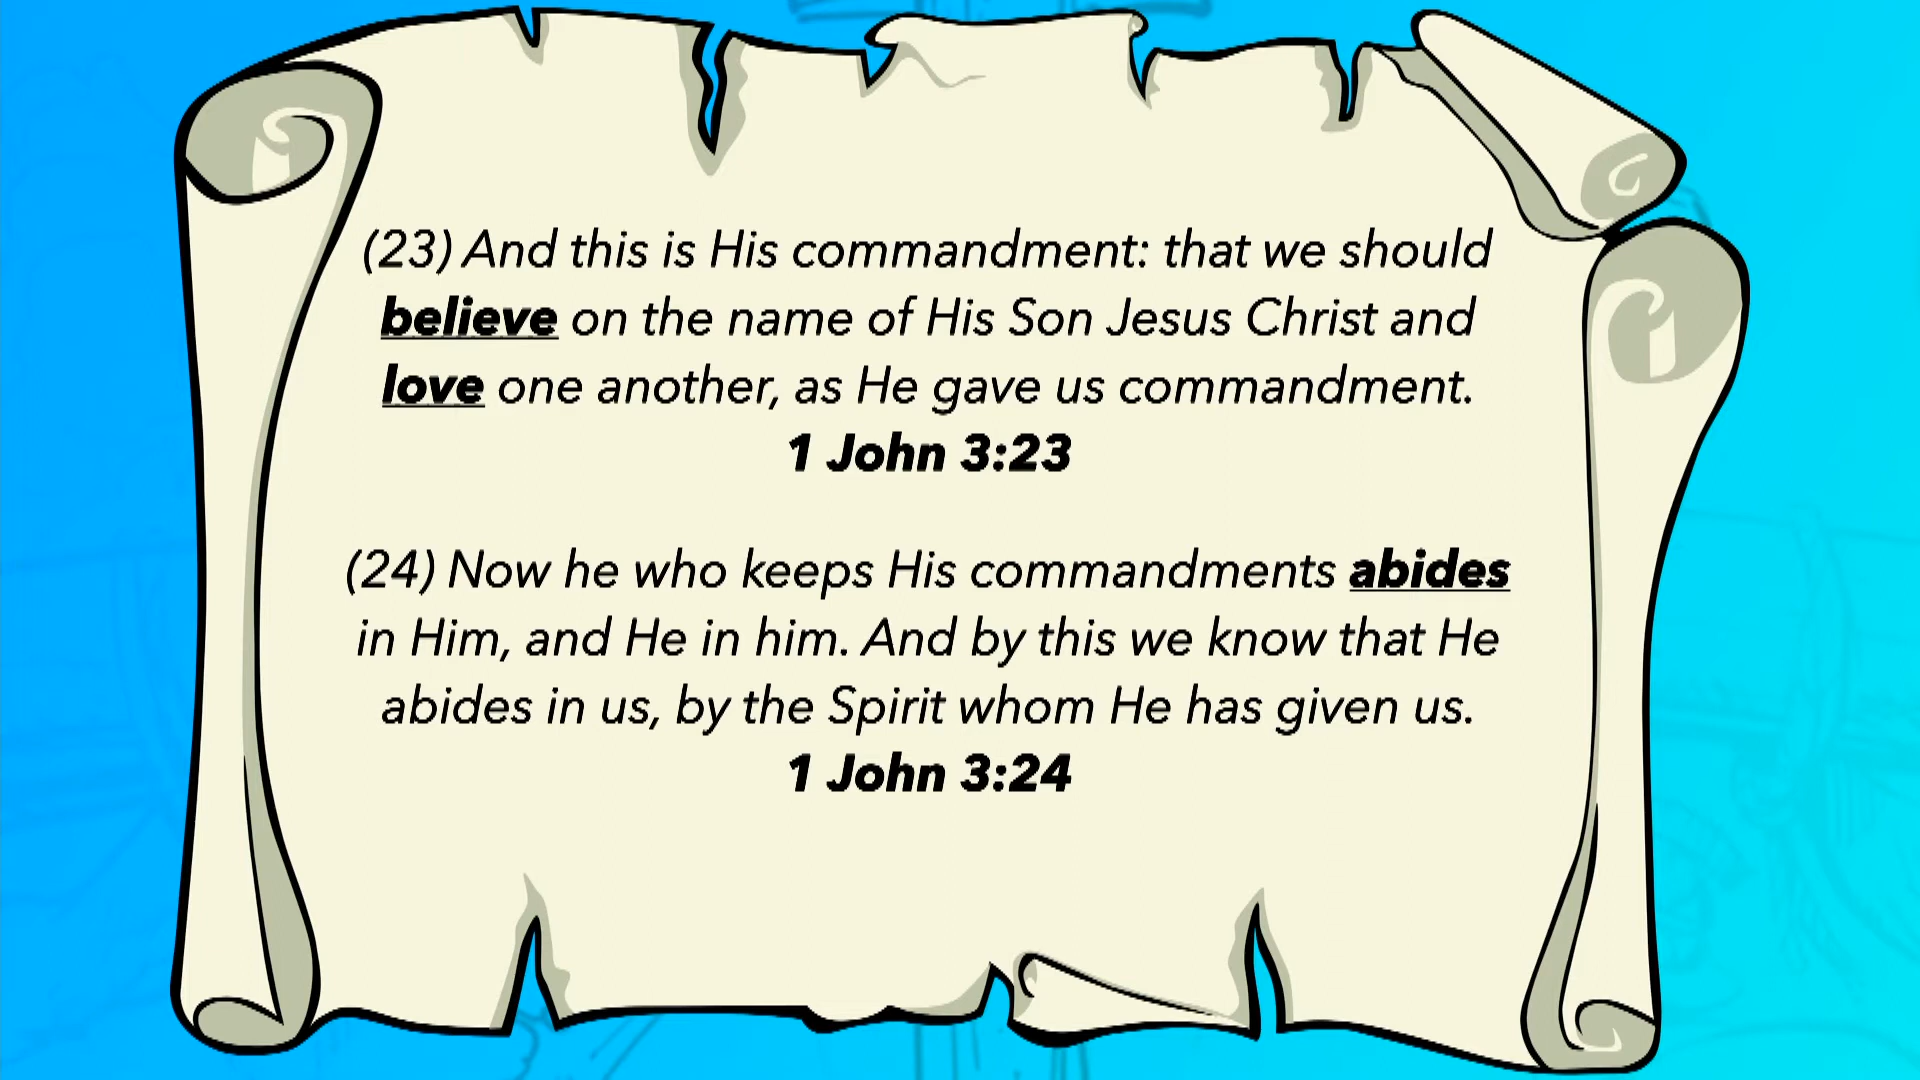 (23) And this is His commandment: that we should
believe on the name of His Son Jesus Christ and
love one another, as He gave us commandment.
1 John 3:23
(24) Now he who keeps His commandments abides
in Him, and He in him. And by this we know that He
abides in us, by the Spirit whom He has given us.
1 John 3:24